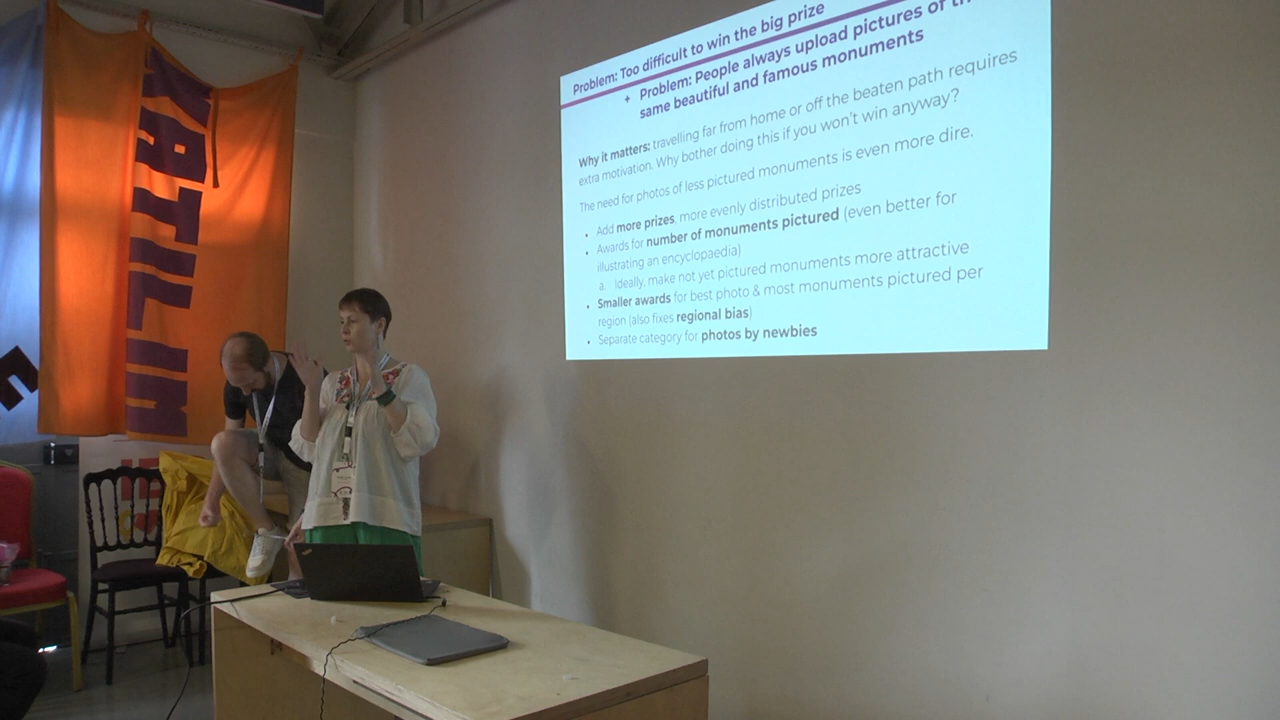 KATILIM
Problem: Too difficult to win the big prize
+ Problem: People always upload pictures of
same beautiful and famous monuments
Why it matters: travelling far from home or off the beaten path requires
extra motivation. Why bother doing this if you won't win anyway?
The need for photos of less pictured monuments is even more dire.
• Add more prizes, more evenly distributed prizes
• Awards for number of monuments pictured (even better for
illustrating an encyclopaedia)
a. Ideally, make not yet pictured monuments more attractive
• Smaller awards for best photo & most monuments pictured per
region (also fixes regional bias)
• Separate category for photos by newbies